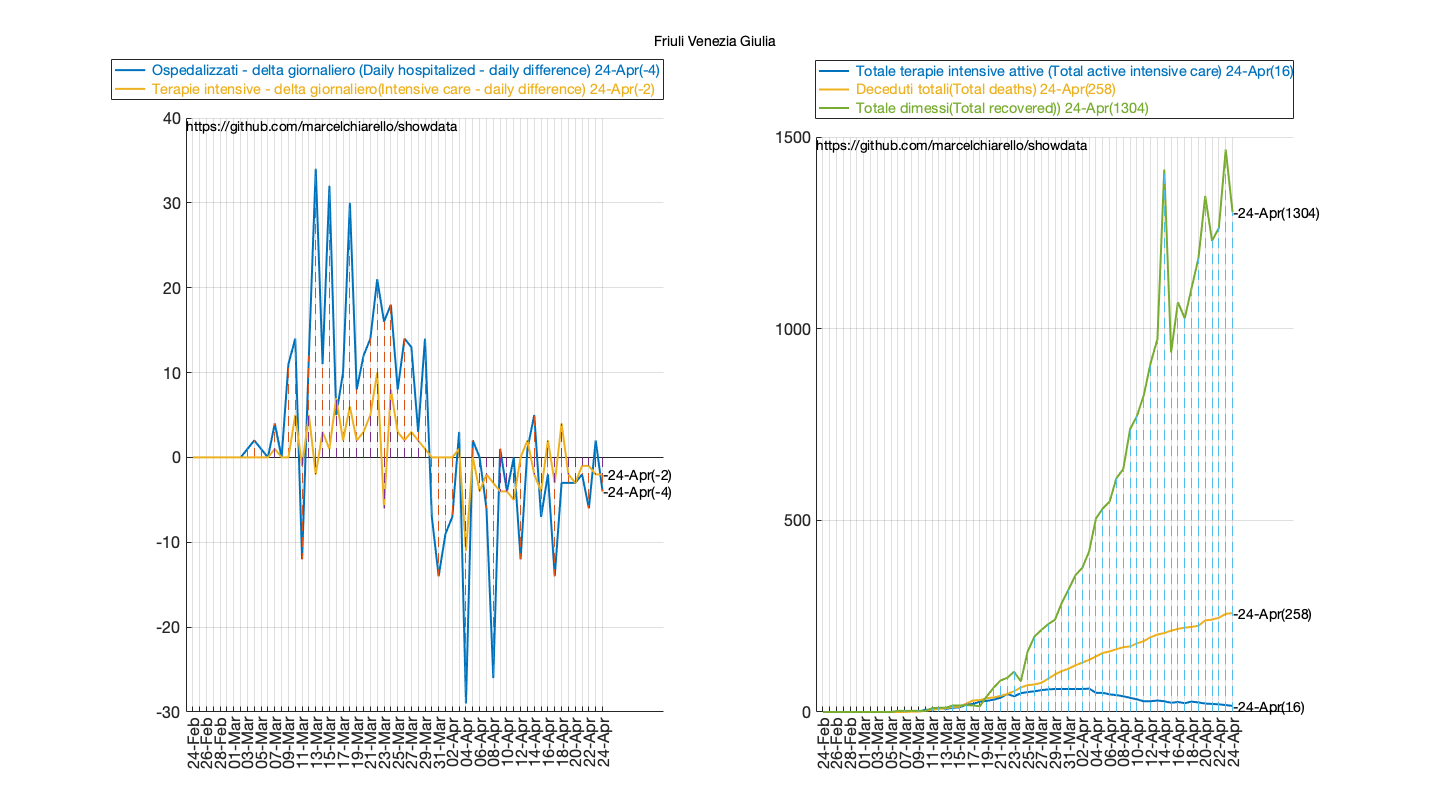 Friuli Venezia Giulia
Ospedalizzati - delta giornaliero (Daily hospitalized - daily difference) 24-Apr(-4)
Terapie intensive - delta giornaliero(Intensive care - daily difference) 24-Apr(-2)
https://github.com/marcelchiarello/showdata
40
30
20
10
0
-10
-20
-30
-24-Apr(-2)
-24-Apr(-4)
24-Feb
26-Feb
28-Feb
01-Mar
03-Mar
05-Mar
07-Mar
09-Mar
11-Mar
13-Mar
15-Mar
17-Mar
19-Mar
21-Mar
23-Mar
25-Mar
27-Mar
29-Mar
31-Mar
02-Apr
04-Apr
06-Apr
08-Apr
10-Apr
12-Apr
14-Apr
16-Apr
18-Apr
20-Apr
22-Apr
24-Apr
Totale terapie intensive attive (Total active intensive care) 24-Apr(16)
Deceduti totali(Total deaths) 24-Apr(258)
Totale dimessi(Total recovered)) 24-Apr(1304)
https://github.com/marcelchiarello/showdata
1500
1000
500
0
-24-Apr(1304)
-24-Apr(258)
-24-Apr(16)
24-Feb
26-Feb
28-Feb
01-Mar
03-Mar
05-Mar
07-Mar
09-Mar
11-Mar
13-Mar
15-Mar
17-Mar
19-Mar
21-Mar
23-Mar
25-Mar
27-Mar
29-Mar
31-Mar
02-Apr
04-Apr
06-Apr
08-Apr
10-Apr
12-Apr
14-Apr
16-Apr
18-Apr
20-Apr
22-Apr
24-Apr